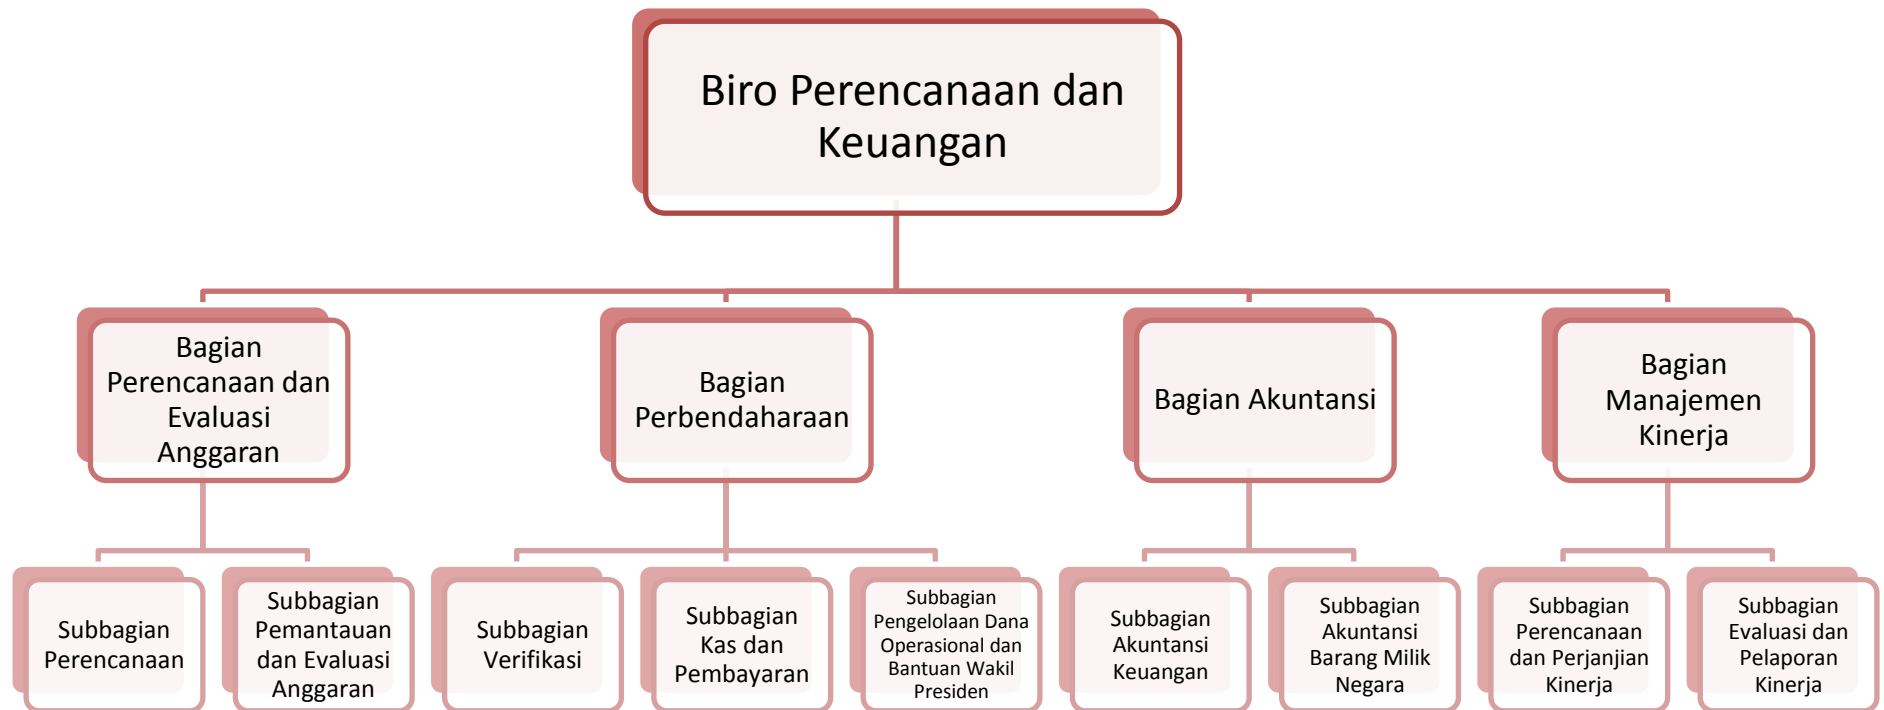 Biro Perencanaan dan
Keuangan
Bagian
Perencanaan dan
Evaluasi
Anggaran
Bagian
Perbendaharaan
Bagian Akuntansi
Bagian
Manajemen
Kinerja
Subbagian
Perencanaan
Subbagian
Pemantauan
dan Evaluasi
Anggaran
Subbagian
Verifikasi
Subbagian
Kas dan
Pembayaran
Subbagian
Pengelolaan Dana
Operasional dan
Bantuan Wakil
Presiden
Subbagian
Akuntansi
Keuangan
Subbagian
Akuntansi
Barang Milik
Negara
Subbagian
Perencanaan
dan Perjanjian
Kinerja
Subbagian
Evaluasi dan
Pelaporan
Kinerja